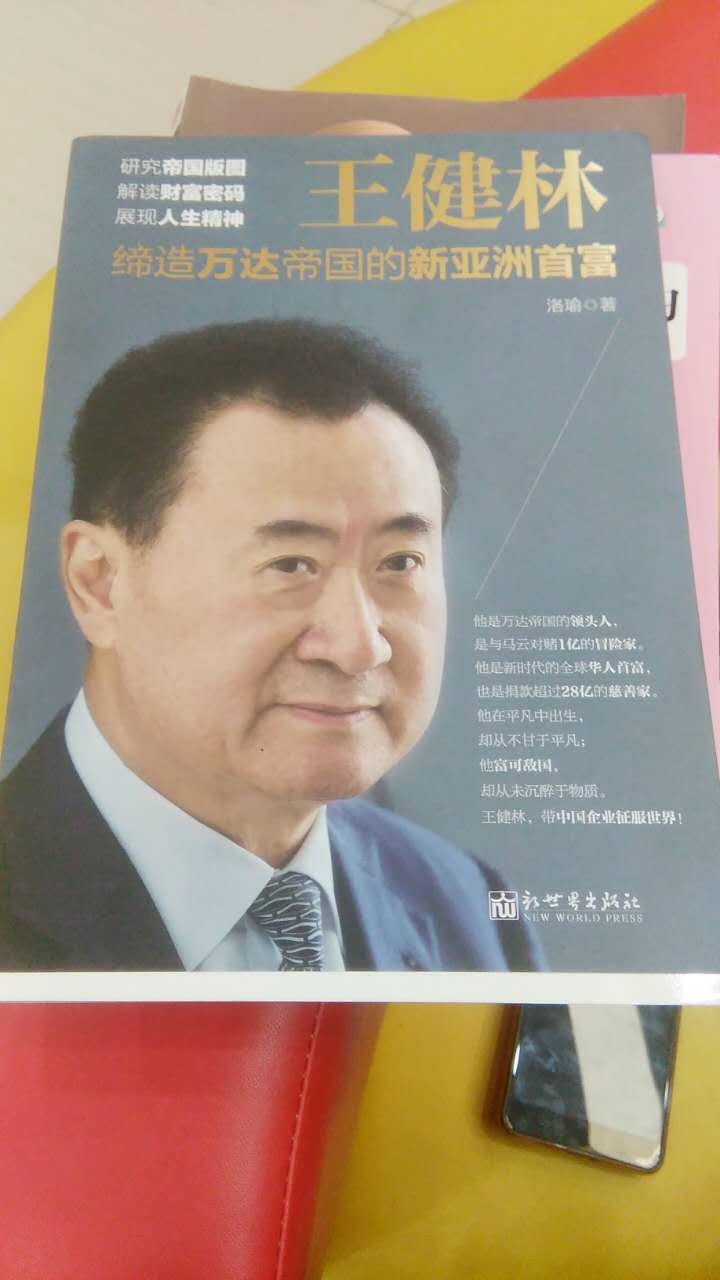 研究帝国版图
解读财富密码
展现人生精神
王健林
缔造万达帝国的新亚洲首富
洛瑜◎著
他是万达帝国的领头人,
是与马云对赌1亿的冒险家。
他是新时代的全球华人首富,
也是捐款超过28亿的慈善家。
他在平凡中出生,
却从不甘于平凡;
他富可敌国,
却从未沉醉于物质。
王健林,带中国企业征服世界!
新世界出版社
NEW WORLD PRESS